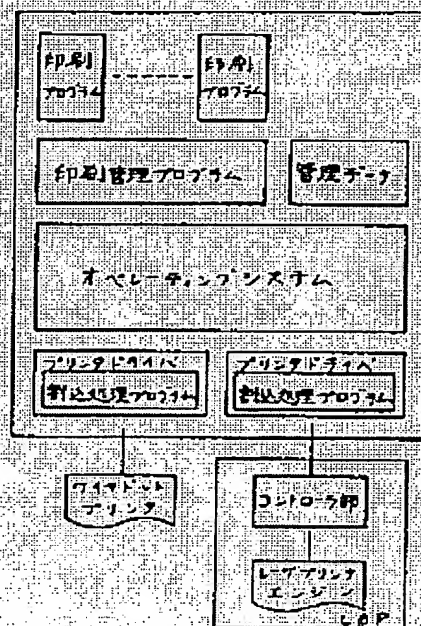 印刷
プログラム
印刷
プログラム
印刷管理プログラム
管理データ
オペレーティングシステム
プリンタドライバ
割込処理プログラム
プリンタドライバ
割込処理プログラム
ワイヤドット
プリンタ
コントローラ部
レーザプリンタ
エンジン
LBP